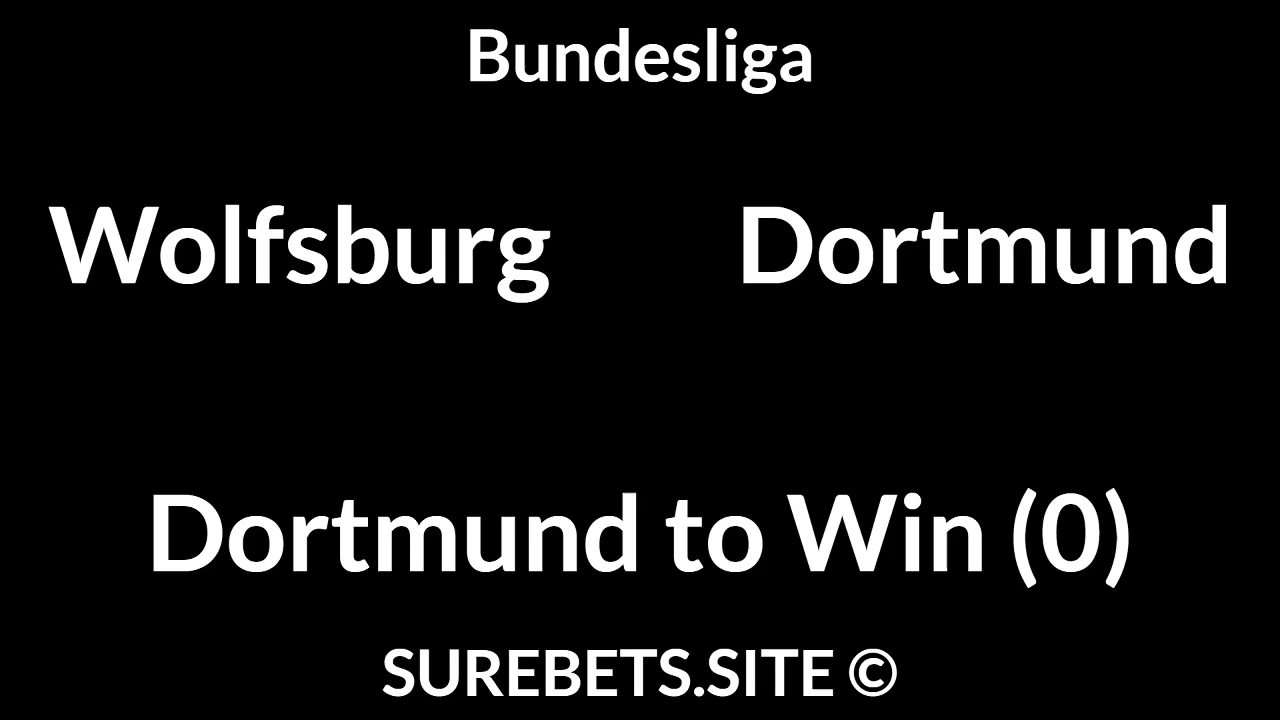 Bundesliga
Wolfsburg Dortmund
Dortmund to Win (0)
SUREBETS.SITE ©